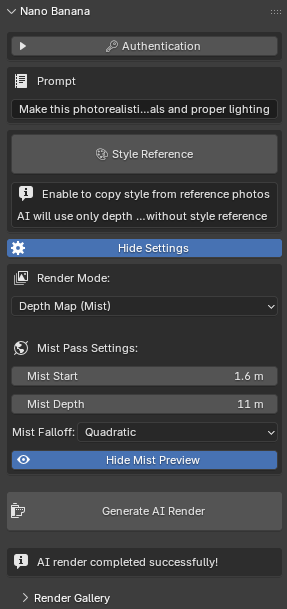 Nano Banana
Authentication
Prompt
Make this photorealisti...als and proper lighting
Style Reference
Enable to copy style from reference photos
AI will use only depth ...without style reference
Hide Settings
Render Mode:
Depth Map (Mist)
Mist Pass Settings:
Mist Start 1.6 m
Mist Depth 11 m
Mist Falloff: Quadratic
Hide Mist Preview
Generate AI Render
AI render completed successfully!
Render Gallery